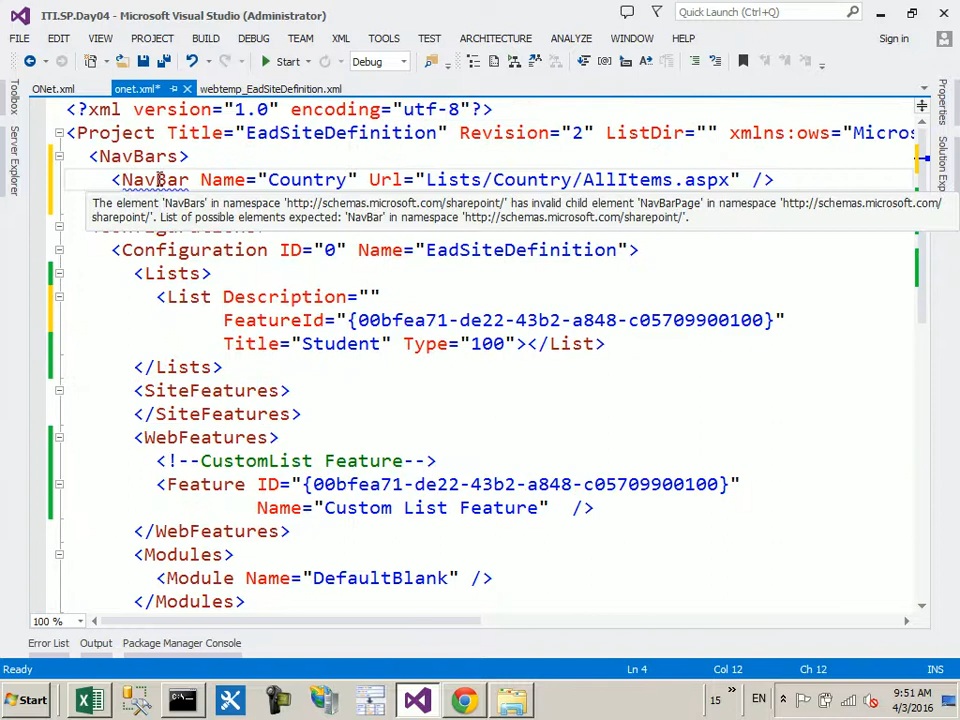 ITI.SP.Day04 - Microsoft Visual Studio (Administrator)
Quick Launch (Ctrl+Q)
FILE EDIT VIEW PROJECT BUILD DEBUG TEAM XML TOOLS TEST ARCHITECTURE ANALYZE WINDOW HELP Sign in
Start Debug
ONet.xml onet.xml* webtemp_EadSiteDefinition.xml
Toolbox
Server Explorer
Properties
<?xml version="1.0" encoding="utf-8"?>
<Project Title="EadSiteDefinition" Revision="2" ListDir="" xmlns:ows="Micros
<NavBars>
<NavBar Name="Country" Url="Lists/Country/AllItems.aspx" />
The element 'NavBars' in namespace 'http://schemas.microsoft.com/sharepoint/' has invalid child element 'NavBarPage' in namespace 'http://schemas.microsoft.com/
sharepoint/'. List of possible elements expected: 'NavBar' in namespace 'http://schemas.microsoft.com/sharepoint/'.
<Configuration ID="0" Name="EadSiteDefinition">
<Lists>
<List Description=""
FeatureId="{00bfea71-de22-43b2-a848-c05709900100}"
Title="Student" Type="100"></List>
</Lists>
<SiteFeatures>
</SiteFeatures>
<WebFeatures>
<!--CustomList Feature-->
<Feature ID="{00bfea71-de22-43b2-a848-c05709900100}"
Name="Custom List Feature"  />
</WebFeatures>
<Modules>
<Module Name="DefaultBlank" />
</Modules>
100 %
Error List Output Package Manager Console
Ready Ln 4 Col 12 Ch 12 INS
Start 15 » EN 9:51 AM
4/3/2016